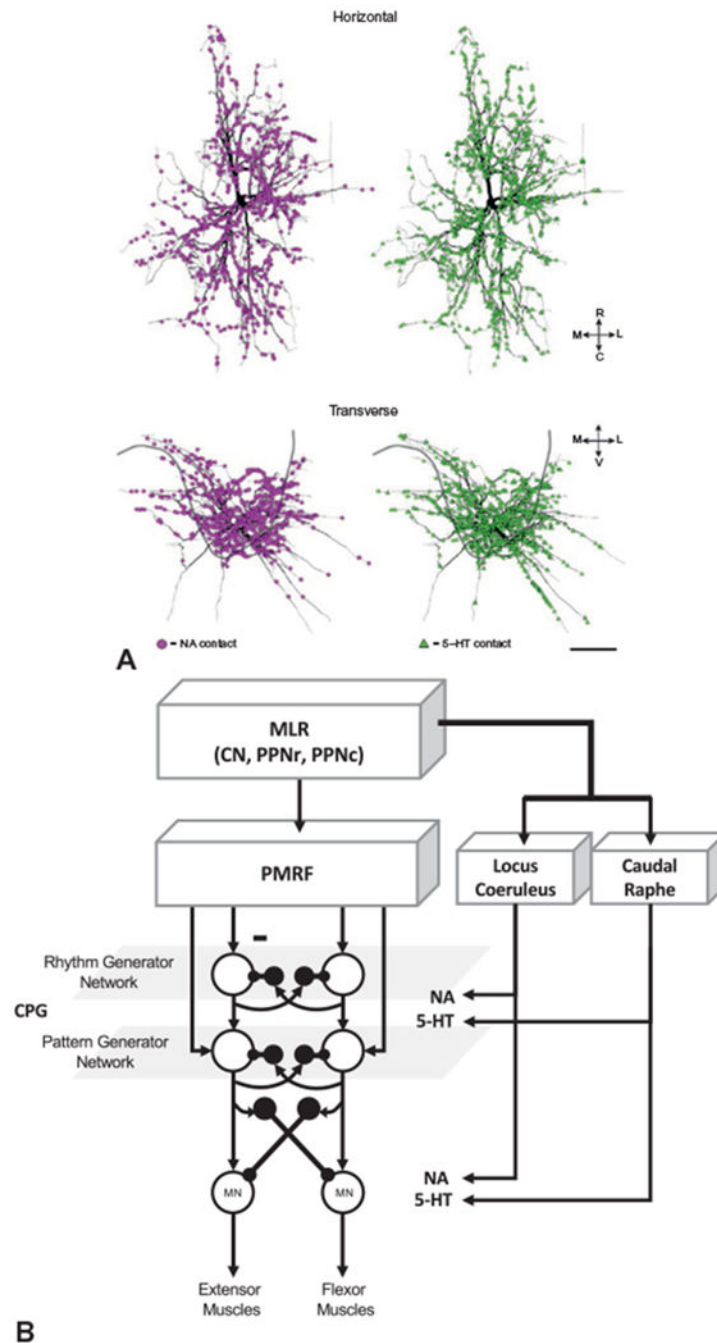 Horizontal
R
M L
C
Transverse
M L
V
– NA contact
– 5–HT contact
A
MLR
(CN, PPNr, PPNc)
PMRF
Locus
Coeruleus
Caudal
Raphe
Rhythm Generator
Network
CPG
Pattern Generator
Network
NA
5-HT
NA
5-HT
MN
MN
Extensor
Muscles
Flexor
Muscles
B